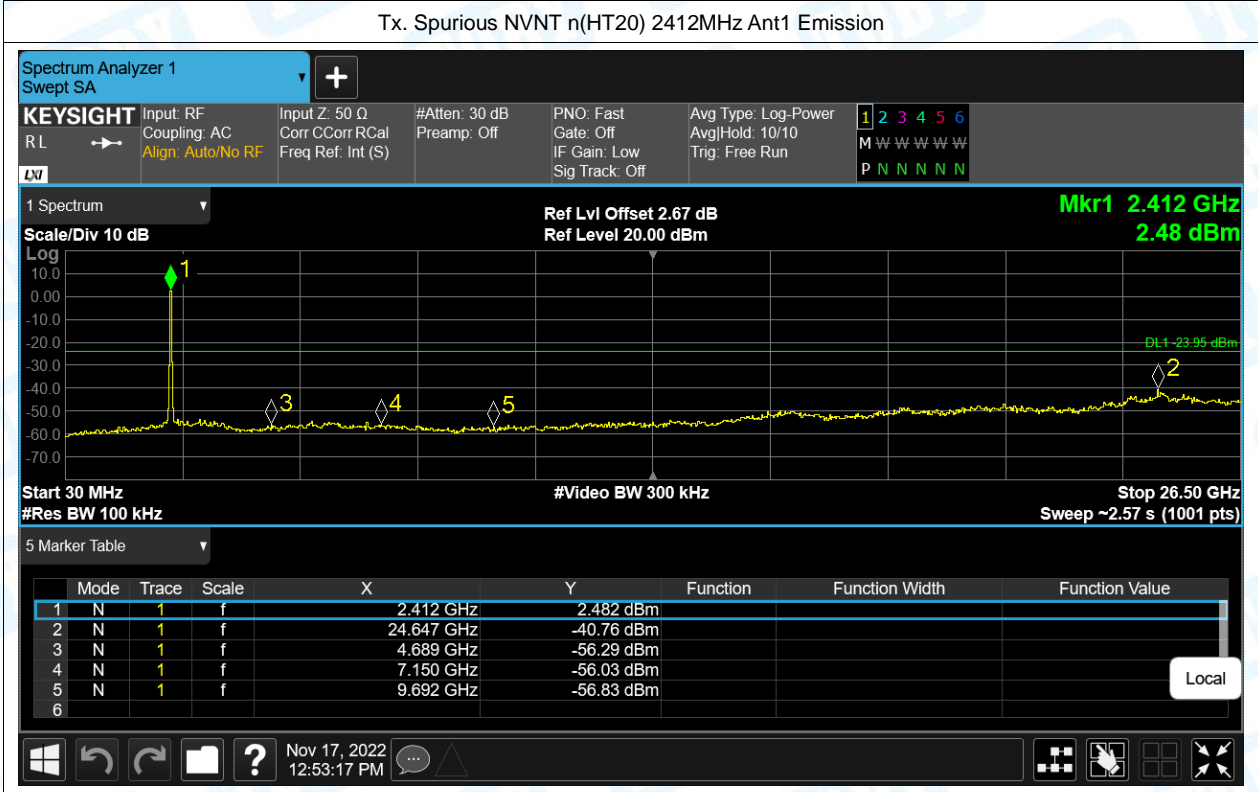 Tx. Spurious NVNT n(HT20) 2412MHz Ant1 Emission
Spectrum Analyzer 1
Swept SA
+
KEYSIGHT
R L
LXI
Input: RF
Coupling: AC
Align: Auto/No RF
Input Z: 50 Ω
Corr CCorr RCal
Freq Ref: Int (S)
#Atten: 30 dB
Preamp: Off
PNO: Fast
Gate: Off
IF Gain: Low
Sig Track: Off
Avg Type: Log-Power
Avg|Hold: 10/10
Trig: Free Run
1 2 3 4 5 6
M W W W W W
P N N N N N
1 Spectrum
Scale/Div 10 dB
Ref Lvl Offset 2.67 dB
Ref Level 20.00 dBm
Mkr1 2.412 GHz
2.48 dBm
Log
10.0
0.00
-10.0
-20.0
-30.0
-40.0
-50.0
-60.0
-70.0
1
DL1 -23.95 dBm
2
3
4
5
Start 30 MHz
#Video BW 300 kHz
Stop 26.50 GHz
#Res BW 100 kHz
Sweep ~2.57 s (1001 pts)
5 Marker Table
Mode Trace Scale X Y Function Function Width Function Value
1 N 1 f 2.412 GHz 2.482 dBm
2 N 1 f 24.647 GHz -40.76 dBm
3 N 1 f 4.689 GHz -56.29 dBm
4 N 1 f 7.150 GHz -56.03 dBm
5 N 1 f 9.692 GHz -56.83 dBm
6
Local
?
Nov 17, 2022
12:53:17 PM